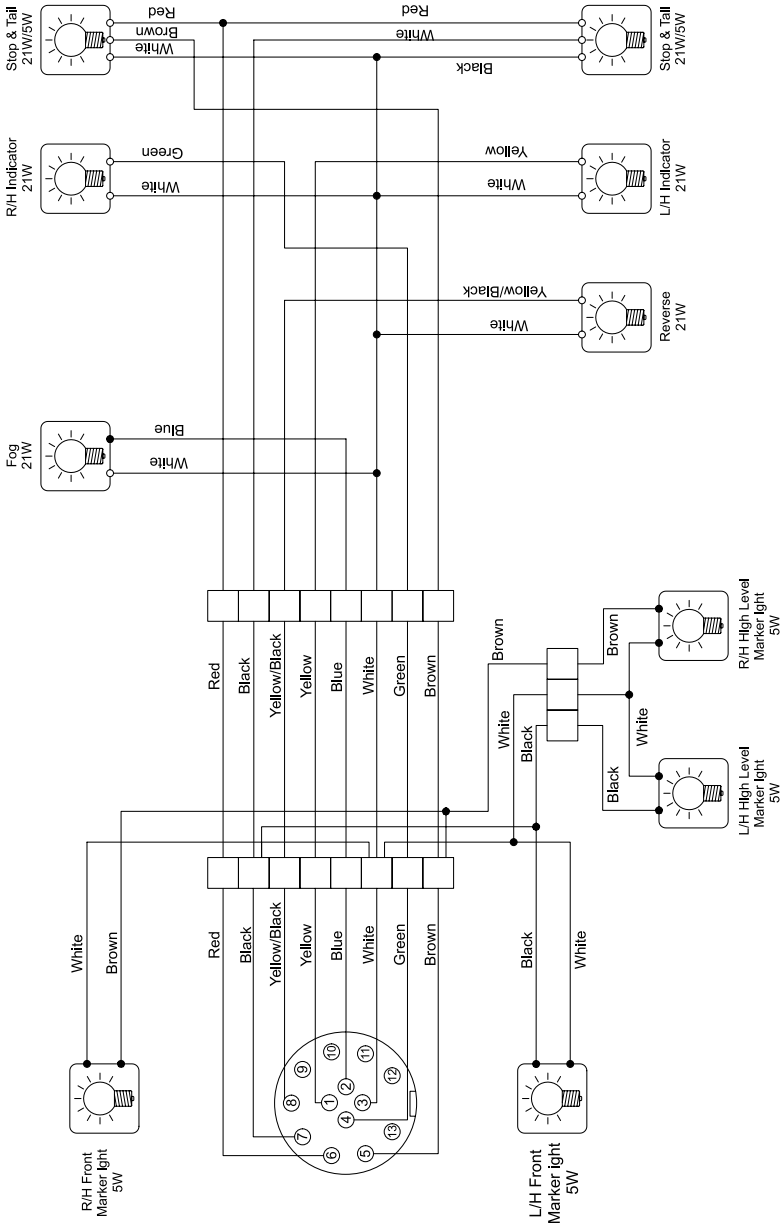 Stop & Tail
21W/5W
Red
Brown
White
Red
White
Black
Stop & Tail
21W/5W
R/H Indicator
21W
Green
White
Yellow
White
L/H Indicator
21W
Yellow/Black
White
Reverse
21W
Fog
21W
Blue
White
Red
Black
Yellow/Black
Yellow
Blue
White
Green
Brown
Brown
White
Black
Brown
White
Black
R/H High Level
Marker light
5W
L/H High Level
Marker light
5W
White
Brown
Red
Black
Yellow/Black
Yellow
Blue
White
Green
Brown
Black
White
R/H Front
Marker ight
5W
1
2
3
4
5
6
7
8
9
10
11
12
13
L/H Front
Marker ight
5W